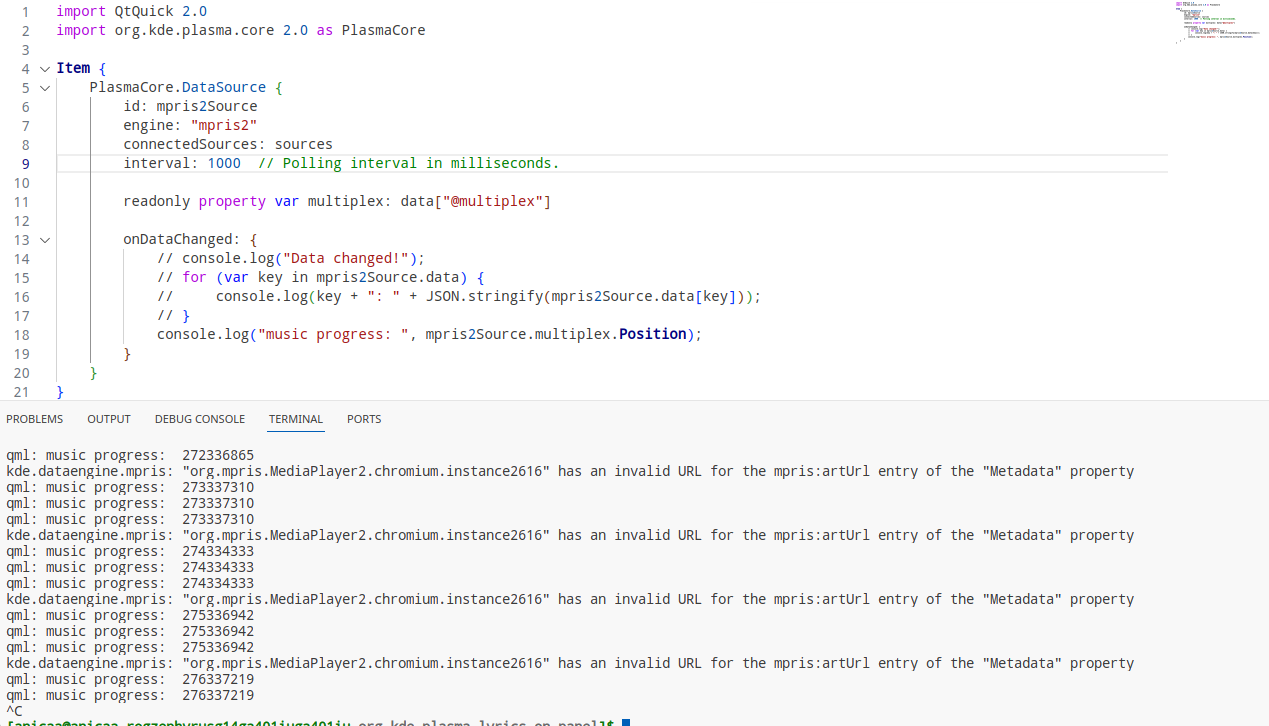 1 import QtQuick 2.0
2 import org.kde.plasma.core 2.0 as PlasmaCore
3
4 Item {
5 PlasmaCore.DataSource {
6 id: mpris2Source
7 engine: "mpris2"
8 connectedSources: sources
9 interval: 1000  // Polling interval in milliseconds.
10
11 readonly property var multiplex: data["@multiplex"]
12
13 onDataChanged: {
14 // console.log("Data changed!");
15 // for (var key in mpris2Source.data) {
16 //     console.log(key + ": " + JSON.stringify(mpris2Source.data[key]));
17 // }
18 console.log("music progress: ", mpris2Source.multiplex.Position);
19 }
20 }
21 }
PROBLEMS OUTPUT DEBUG CONSOLE TERMINAL PORTS
qml: music progress:  272336865
kde.dataengine.mpris: "org.mpris.MediaPlayer2.chromium.instance2616" has an invalid URL for the mpris:artUrl entry of the "Metadata" property
qml: music progress:  273337310
qml: music progress:  273337310
qml: music progress:  273337310
kde.dataengine.mpris: "org.mpris.MediaPlayer2.chromium.instance2616" has an invalid URL for the mpris:artUrl entry of the "Metadata" property
qml: music progress:  274334333
qml: music progress:  274334333
qml: music progress:  274334333
kde.dataengine.mpris: "org.mpris.MediaPlayer2.chromium.instance2616" has an invalid URL for the mpris:artUrl entry of the "Metadata" property
qml: music progress:  275336942
qml: music progress:  275336942
qml: music progress:  275336942
kde.dataengine.mpris: "org.mpris.MediaPlayer2.chromium.instance2616" has an invalid URL for the mpris:artUrl entry of the "Metadata" property
qml: music progress:  276337219
qml: music progress:  276337219
^C